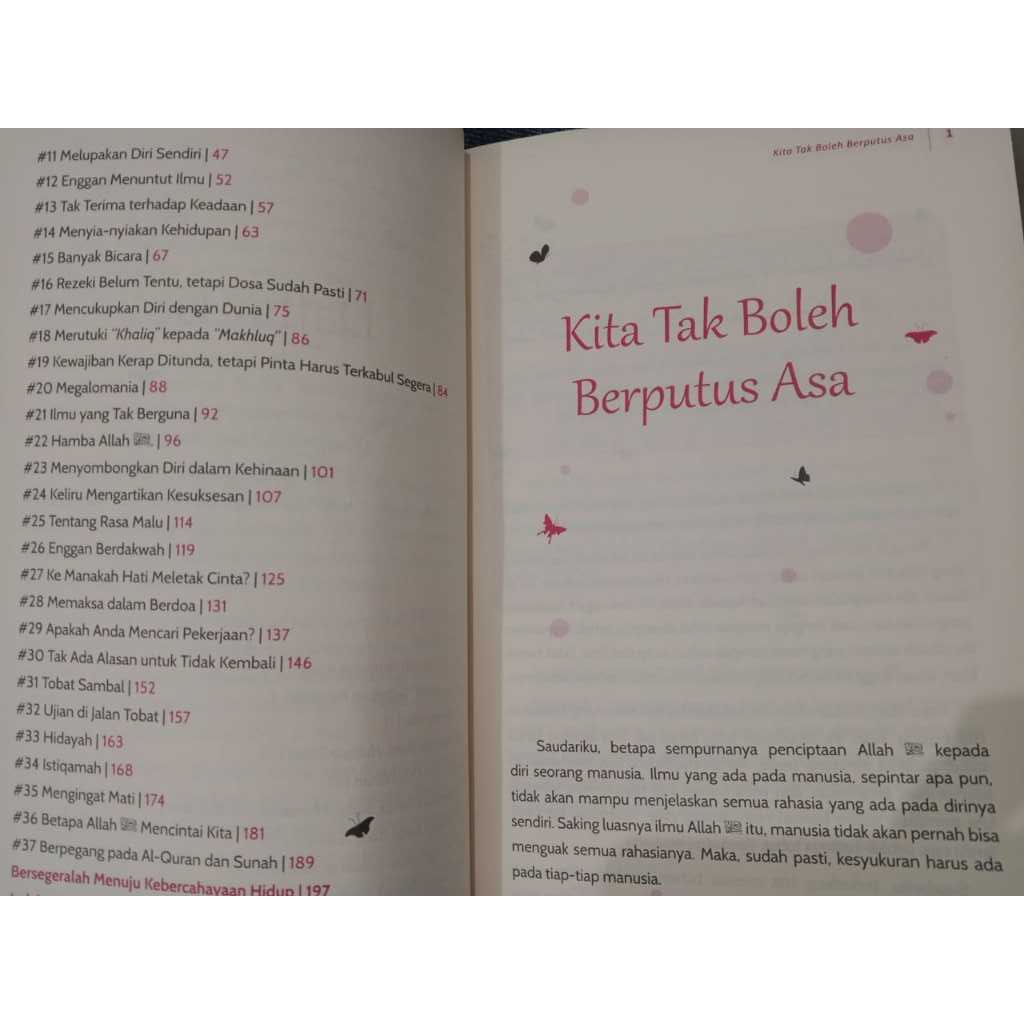 #11 Melupakan Diri Sendiri | 47
#12 Enggan Menuntut Ilmu | 52
#13 Tak Terima terhadap Keadaan | 57
#14 Menyia-nyiakan Kehidupan | 63
#15 Banyak Bicara | 67
#16 Rezeki Belum Tentu, tetapi Dosa Sudah Pasti | 71
#17 Mencukupkan Diri dengan Dunia | 75
#18 Merutuki “Khaliq” kepada “Makhluq” | 86
#19 Kewajiban Kerap Ditunda, tetapi Pinta Harus Terkabul Segera | 84
#20 Megalomania | 88
#21 Ilmu yang Tak Berguna | 92
#22 Hamba Allah | 96
#23 Menyombongkan Diri dalam Kehinaan | 101
#24 Keliru Mengartikan Kesuksesan | 107
#25 Tentang Rasa Malu | 114
#26 Enggan Berdakwah | 119
#27 Ke Manakah Hati Meletak Cinta? | 125
#28 Memaksa dalam Berdoa | 131
#29 Apakah Anda Mencari Pekerjaan? | 137
#30 Tak Ada Alasan untuk Tidak Kembali | 146
#31 Tobat Sambal | 152
#32 Ujian di Jalan Tobat | 157
#33 Hidayah | 163
#34 Istiqamah | 168
#35 Mengingat Mati | 174
#36 Betapa Allah Mencintai Kita | 181
#37 Berpegang pada Al-Quran dan Sunah | 189
Bersegeralah Menuju Kebercahayaan Hidup | 197
Kita Tak Boleh Berputus Asa | 1
Kita Tak Boleh
Berputus Asa
Saudariku, betapa sempurnanya penciptaan Allah kepada
diri seorang manusia. Ilmu yang ada pada manusia, sepintar apa pun,
tidak akan mampu menjelaskan semua rahasia yang ada pada dirinya
sendiri. Saking luasnya ilmu Allah itu, manusia tidak akan pernah bisa
menguak semua rahasianya. Maka, sudah pasti, kesyukuran harus ada
pada tiap-tiap manusia.